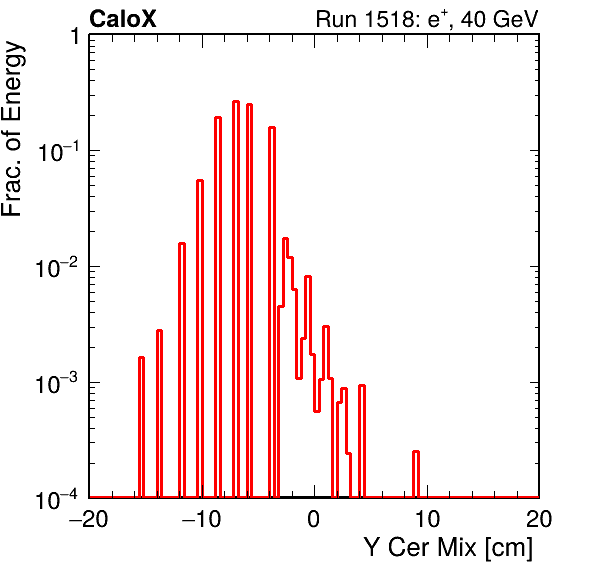 CaloX Run 1518: e⁺, 40 GeV
Frac. of Energy
1
10⁻¹
10⁻²
10⁻³
10⁻⁴
−20 −10 0 10 20
Y Cer Mix [cm]